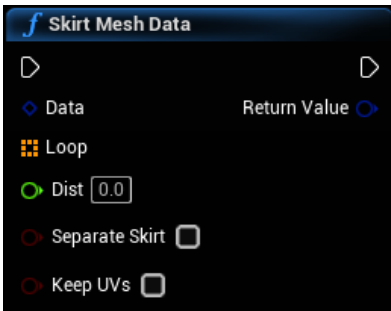 f Skirt Mesh Data
Data
Return Value
Loop
Dist 0.0
Separate Skirt
Keep UVs